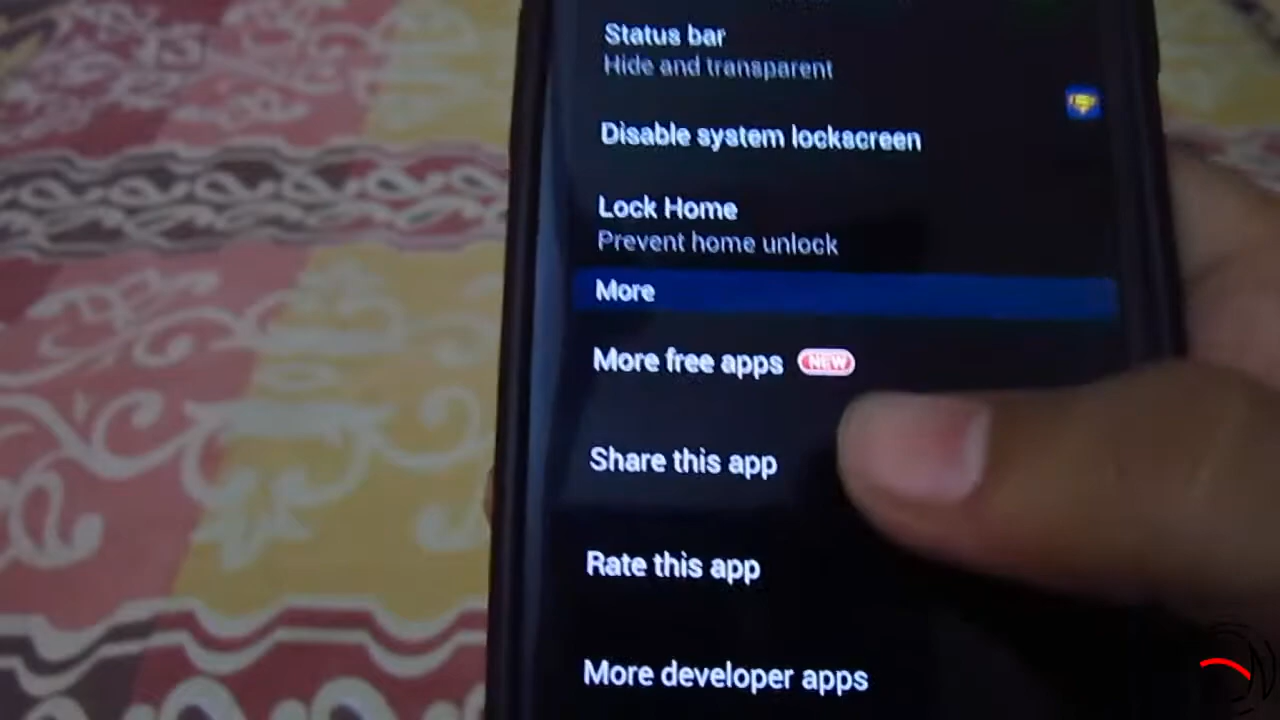 Status bar
Hide and transparent
Disable system lockscreen
Lock Home
Prevent home unlock
More
More free apps NEW
Share this app
Rate this app
More developer apps